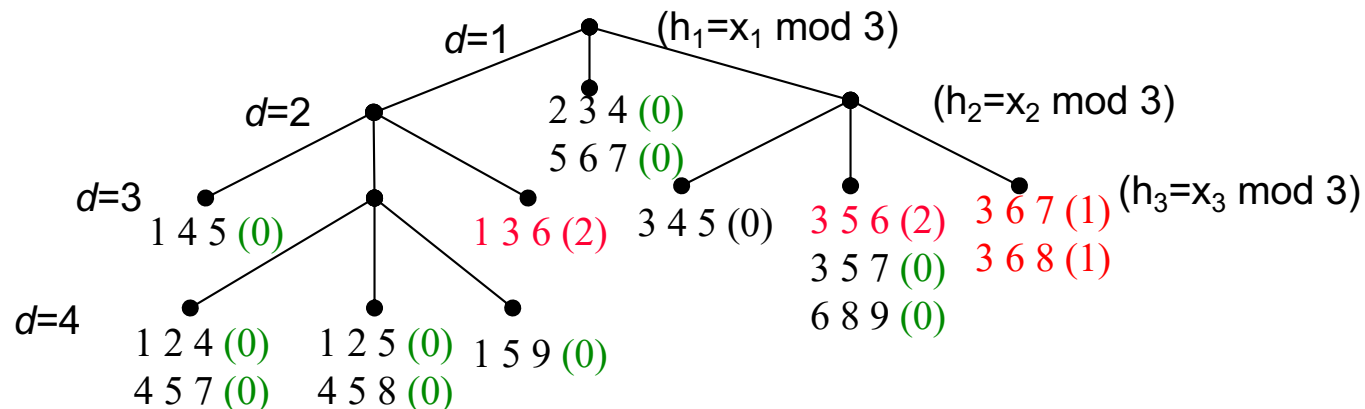 d=1
(h₁=x₁ mod 3)
d=2
2 3 4 (0)
5 6 7 (0)
(h₂=x₂ mod 3)
d=3
1 4 5 (0)
1 3 6 (2)
3 4 5 (0)
3 5 6 (2)
3 5 7 (0)
6 8 9 (0)
3 6 7 (1)
3 6 8 (1)
(h₃=x₃ mod 3)
d=4
1 2 4 (0)
4 5 7 (0)
1 2 5 (0)
4 5 8 (0)
1 5 9 (0)